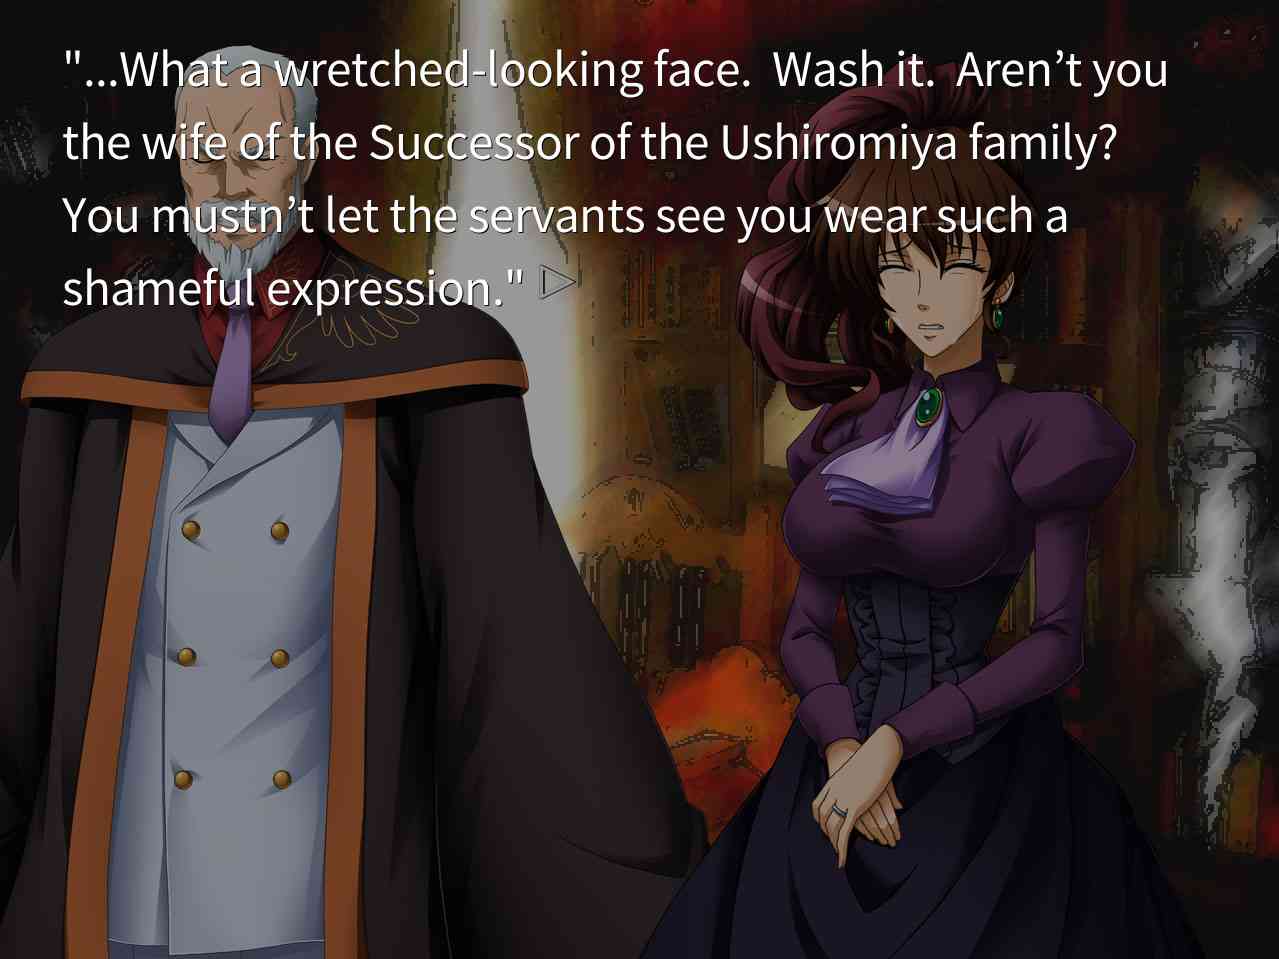 "...What a wretched-looking face.  Wash it.  Aren’t you
the wife of the Successor of the Ushiromiya family?
You mustn’t let the servants see you wear such a
shameful expression."